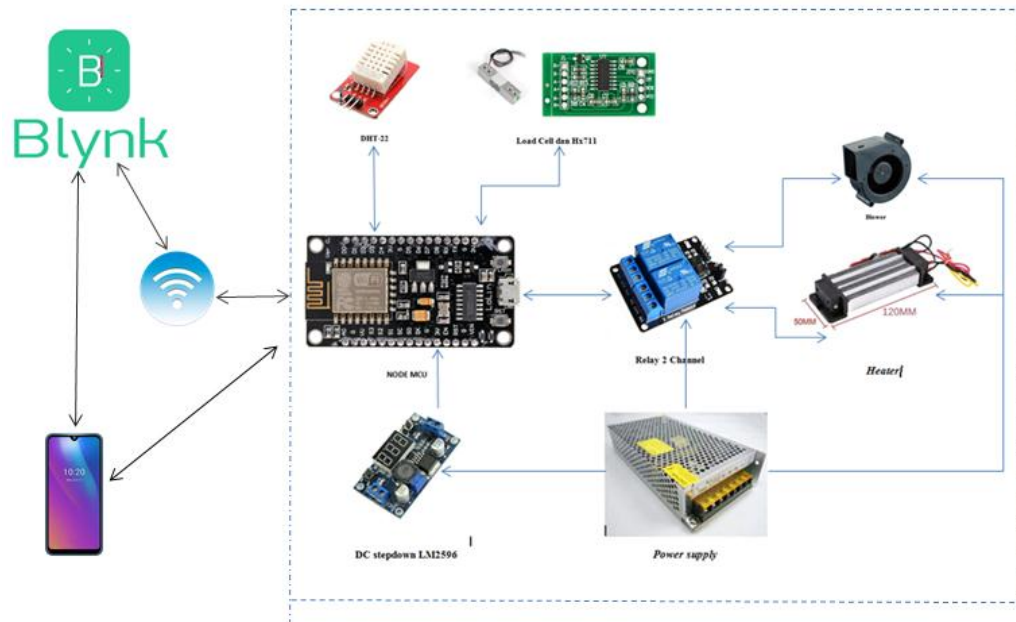 B
Blynk
DHT-22
Load Cell dan Hx711
Blower
50MM
120MM
Relay 2 Channel
Heater
NODE MCU
10:20
DC stepdown LM2596
Power supply